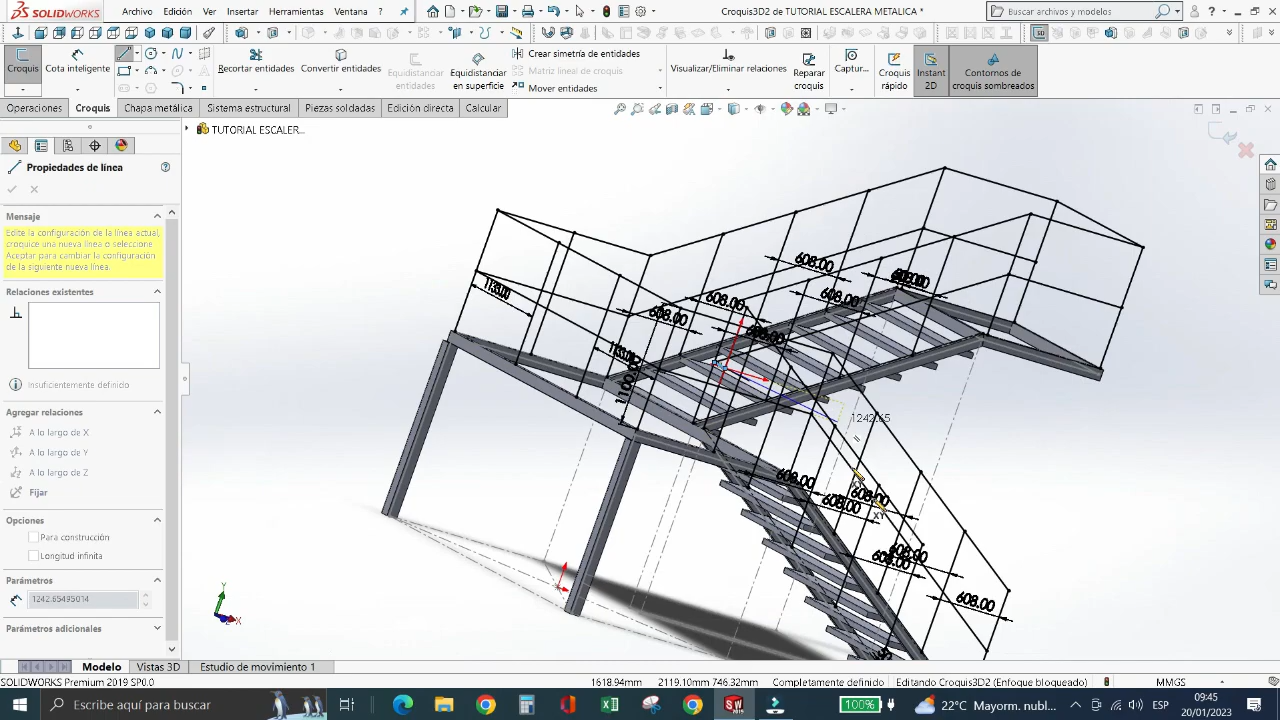 SOLIDWORKS
Archivo Edición Ver Insertar Herramientas Ventana Croquis3D2 de TUTORIAL ESCALERA METALICA * Buscar archivos y modelos
Croquis Cota inteligente Recortar entidades Convertir entidades Equidistanciar entidades Equidistanciar en superficie Crear simetría de entidades
Matriz lineal de croquis
Mover entidades
Visualizar/Eliminar relaciones Reparar croquis Captur... Croquis rápido Instant 2D Contornos de croquis sombreados
Operaciones Croquis Chapa metálica Sistema estructural Piezas soldadas Edición directa Calcular
TUTORIAL ESCALER...
Propiedades de línea
Mensaje
Edite la configuración de la línea actual,
croquice una nueva línea o seleccione
Aceptar para cambiar la configuración
de la siguiente nueva línea.
Relaciones existentes
Insuficientemente definido
Agregar relaciones
A lo largo de X
A lo largo de Y
A lo largo de Z
Fijar
Opciones
Para construcción
Longitud infinita
Parámetros
1242.65495014
Parámetros adicionales
608.00
608.00
608.00
608.00
1242.65
608.00
608.00
608.00
XY
608.00
Y
X
Modelo Vistas 3D Estudio de movimiento 1
SOLIDWORKS Premium 2019 SP0.0 1618.94mm 2119.10mm 746.32mm Completamente definido Editando Croquis3D2 (Enfoque bloqueado) MMGS
Escribe aquí para buscar 100% 22°C Mayorm. nubl... ESP 09:45
20/01/2023